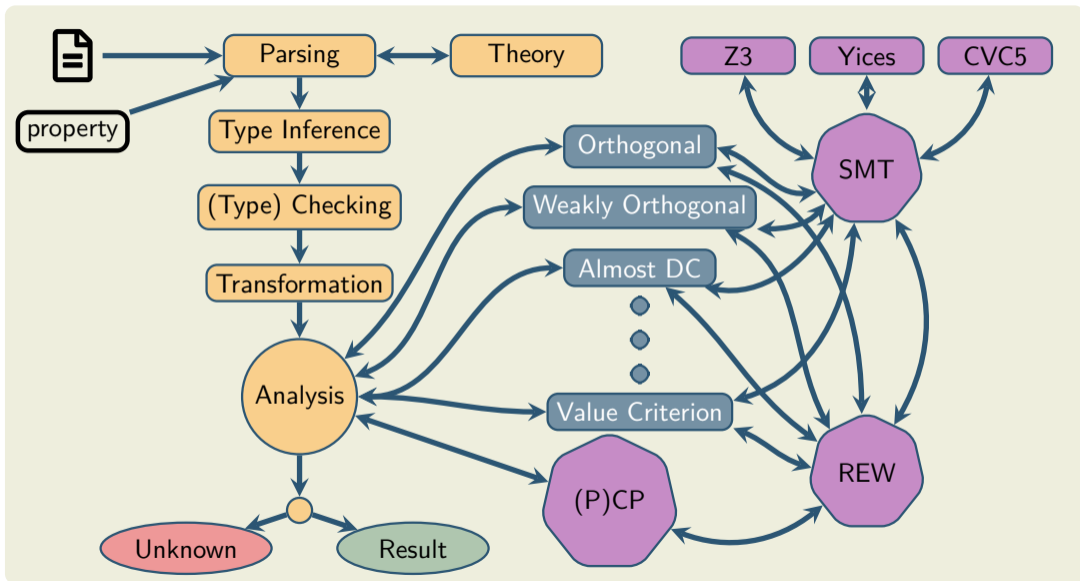 Parsing
Theory
Z3
Yices
CVC5
property
Type Inference
Orthogonal
SMT
(Type) Checking
Weakly Orthogonal
Almost DC
Transformation
Analysis
Value Criterion
REW
(P)CP
Unknown
Result